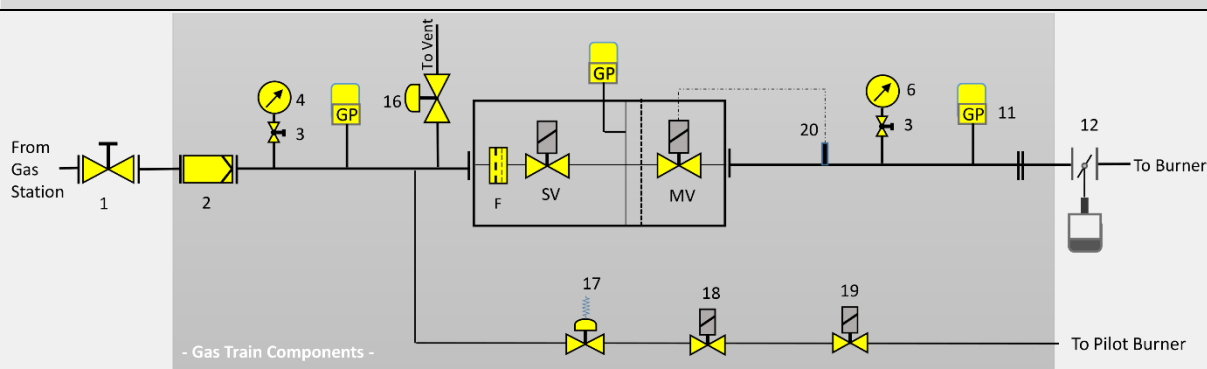 To Vent
GP
4
16
GP
3
6
3
GP
11
20
12
From
Gas
Station
To Burner
1
2
F
SV
MV
17
18
19
- Gas Train Components -
To Pilot Burner